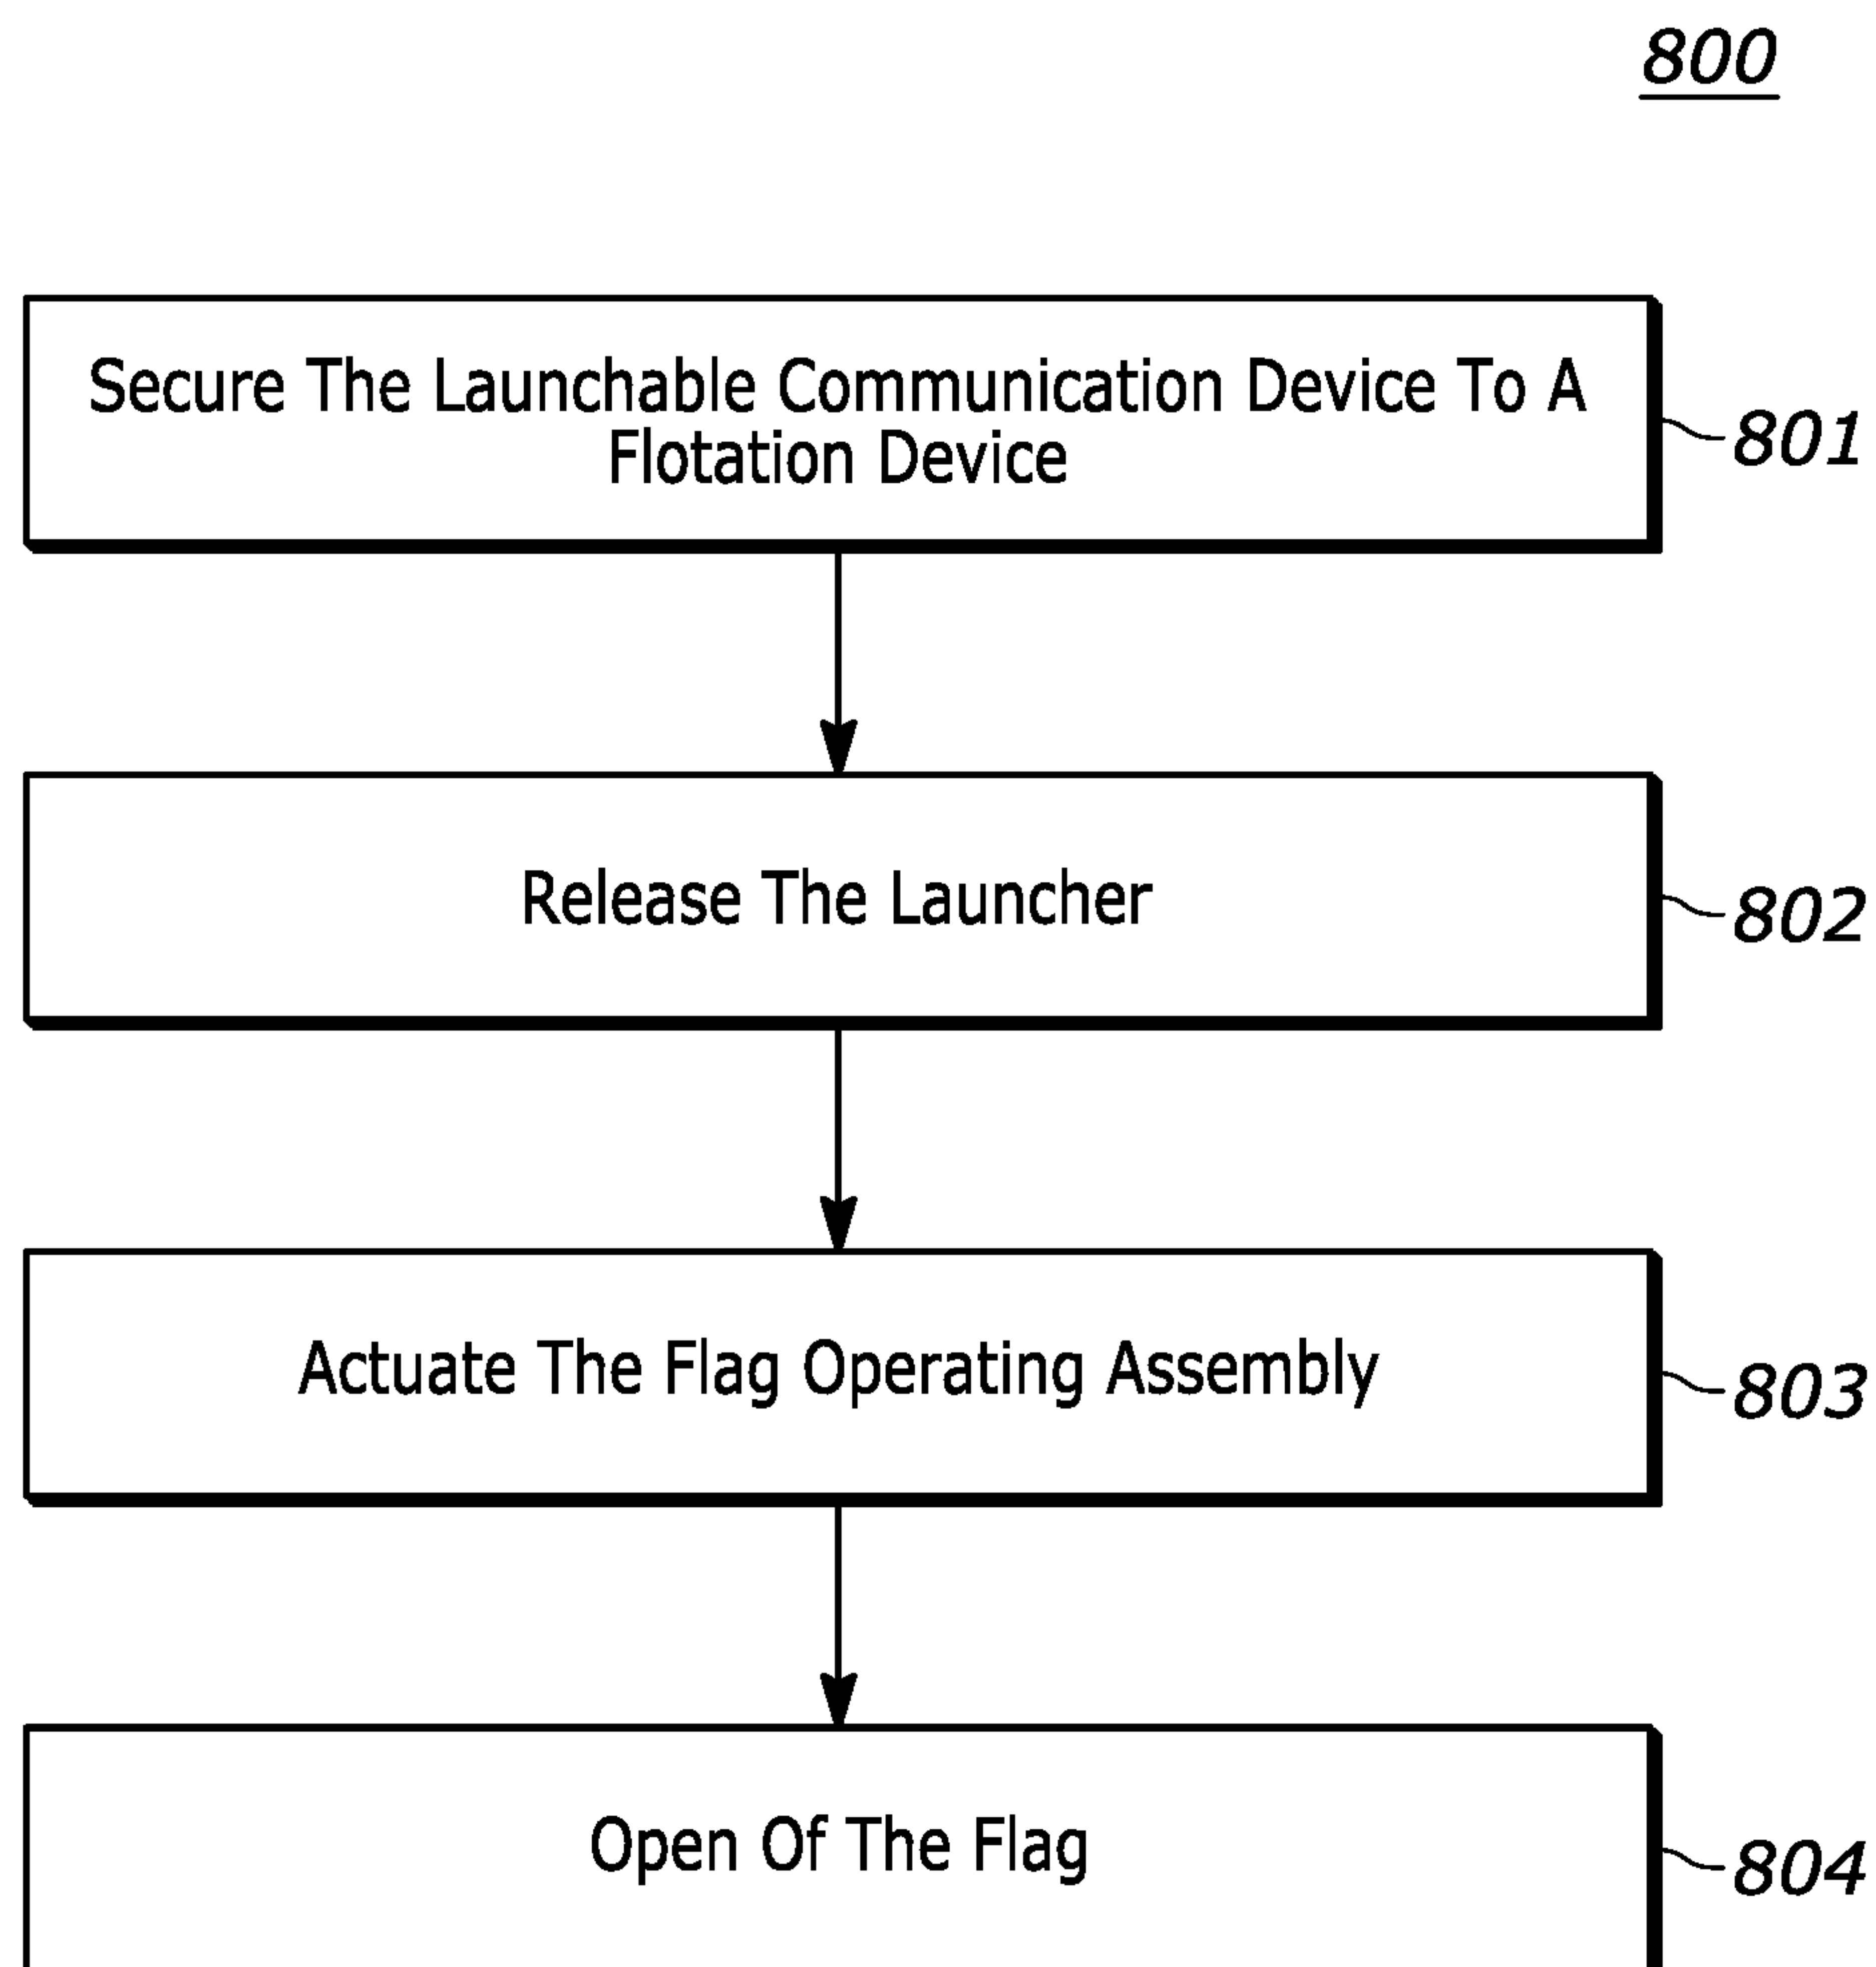 800
Secure The Launchable Communication Device To A
Flotation Device
801
Release The Launcher
802
Actuate The Flag Operating Assembly
803
Open Of The Flag
804